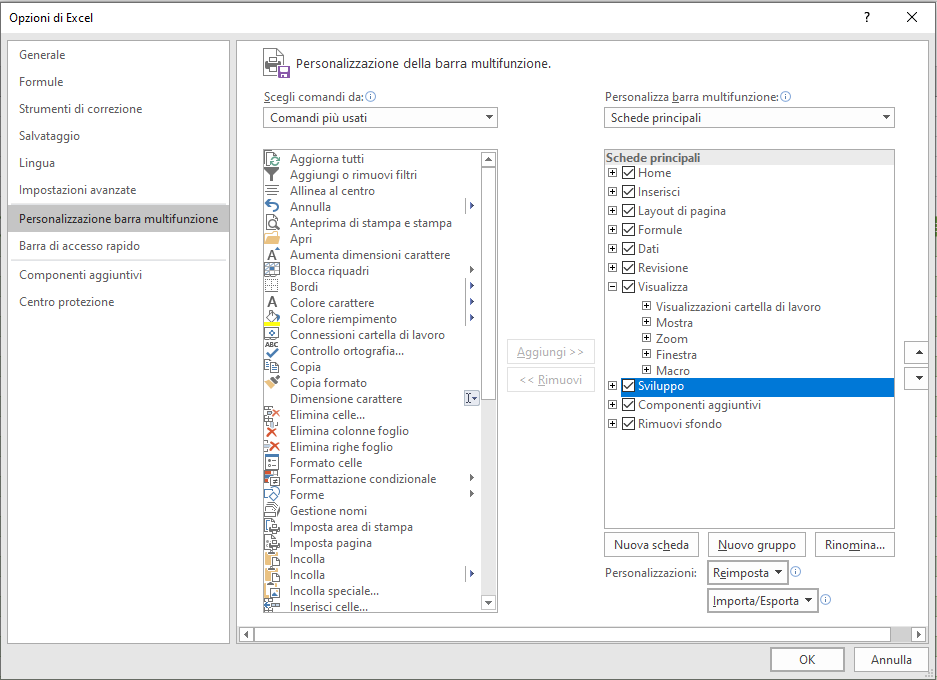 Opzioni di Excel
?
Generale
Formule
Strumenti di correzione
Salvataggio
Lingua
Impostazioni avanzate
Personalizzazione barra multifunzione
Barra di accesso rapido
Componenti aggiuntivi
Centro protezione
Personalizzazione della barra multifunzione.
Scegli comandi da:
Comandi più usati
Aggiorna tutti
Aggiungi o rimuovi filtri
Allinea al centro
Annulla
Anteprima di stampa e stampa
Apri
Aumenta dimensioni carattere
Blocca riquadri
Bordi
Colore carattere
Colore riempimento
Connessioni cartella di lavoro
Controllo ortografia...
Copia
Copia formato
Dimensione carattere
Elimina celle...
Elimina colonne foglio
Elimina righe foglio
Formato celle
Formattazione condizionale
Forme
Gestione nomi
Imposta area di stampa
Imposta pagina
Incolla
Incolla
Incolla speciale...
Inserisci celle...
Aggiungi >>
<< Rimuovi
Personalizza barra multifunzione:
Schede principali
Schede principali
Home
Inserisci
Layout di pagina
Formule
Dati
Revisione
Visualizza
Visualizzazioni cartella di lavoro
Mostra
Zoom
Finestra
Macro
Sviluppo
Componenti aggiuntivi
Rimuovi sfondo
Nuova scheda
Nuovo gruppo
Rinomina...
Personalizzazioni:
Reimposta
Importa/Esporta
OK
Annulla